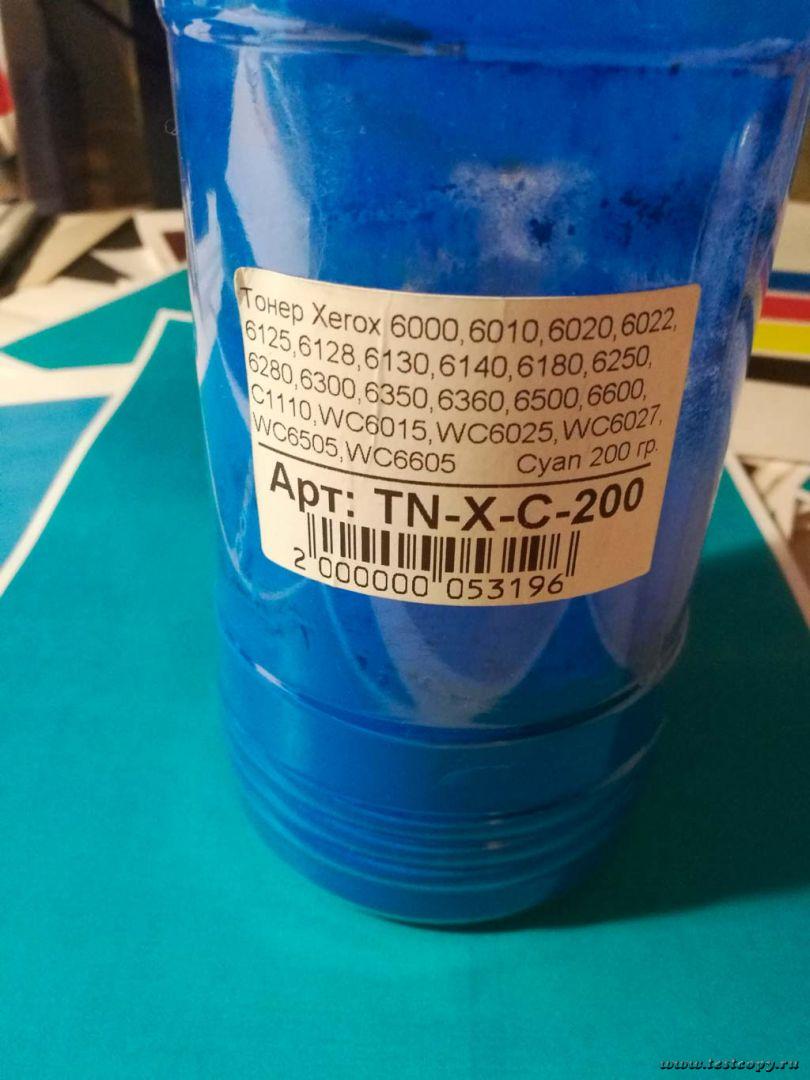 Тонер Xerox 6000,6010,6020,6022,
6125,6128,6130,6140,6180,6250,
6280,6300,6350,6360,6500,6600,
C1110,WC6015,WC6025,WC6027,
WC6505,WC6605 Cyan 200 гр.
Арт: TN-X-C-200
2 000000 053196
www.testcopy.ru